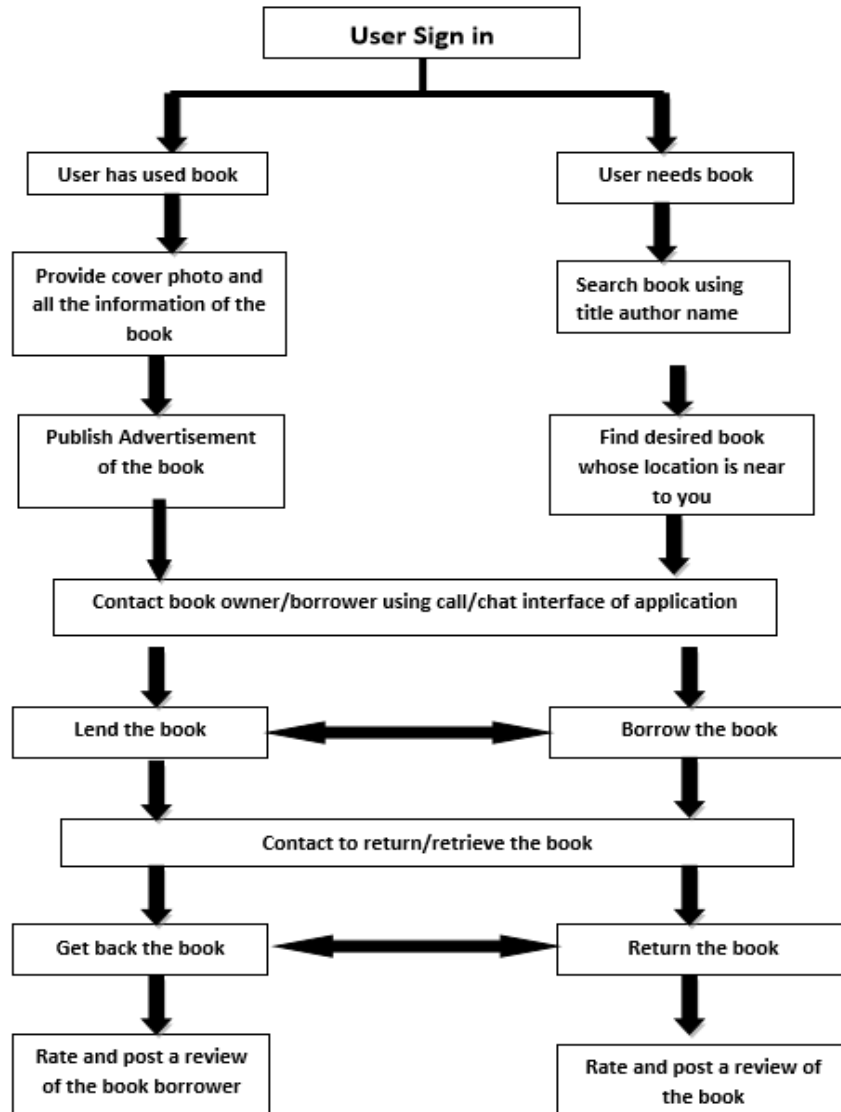 User Sign in
User has used book
User needs book
Provide cover photo and
all the information of the
book
Search book using
title author name
Publish Advertisement
of the book
Find desired book
whose location is near
to you
Contact book owner/borrower using call/chat interface of application
Lend the book
Borrow the book
Contact to return/retrieve the book
Get back the book
Return the book
Rate and post a review
of the book borrower
Rate and post a review of
the book